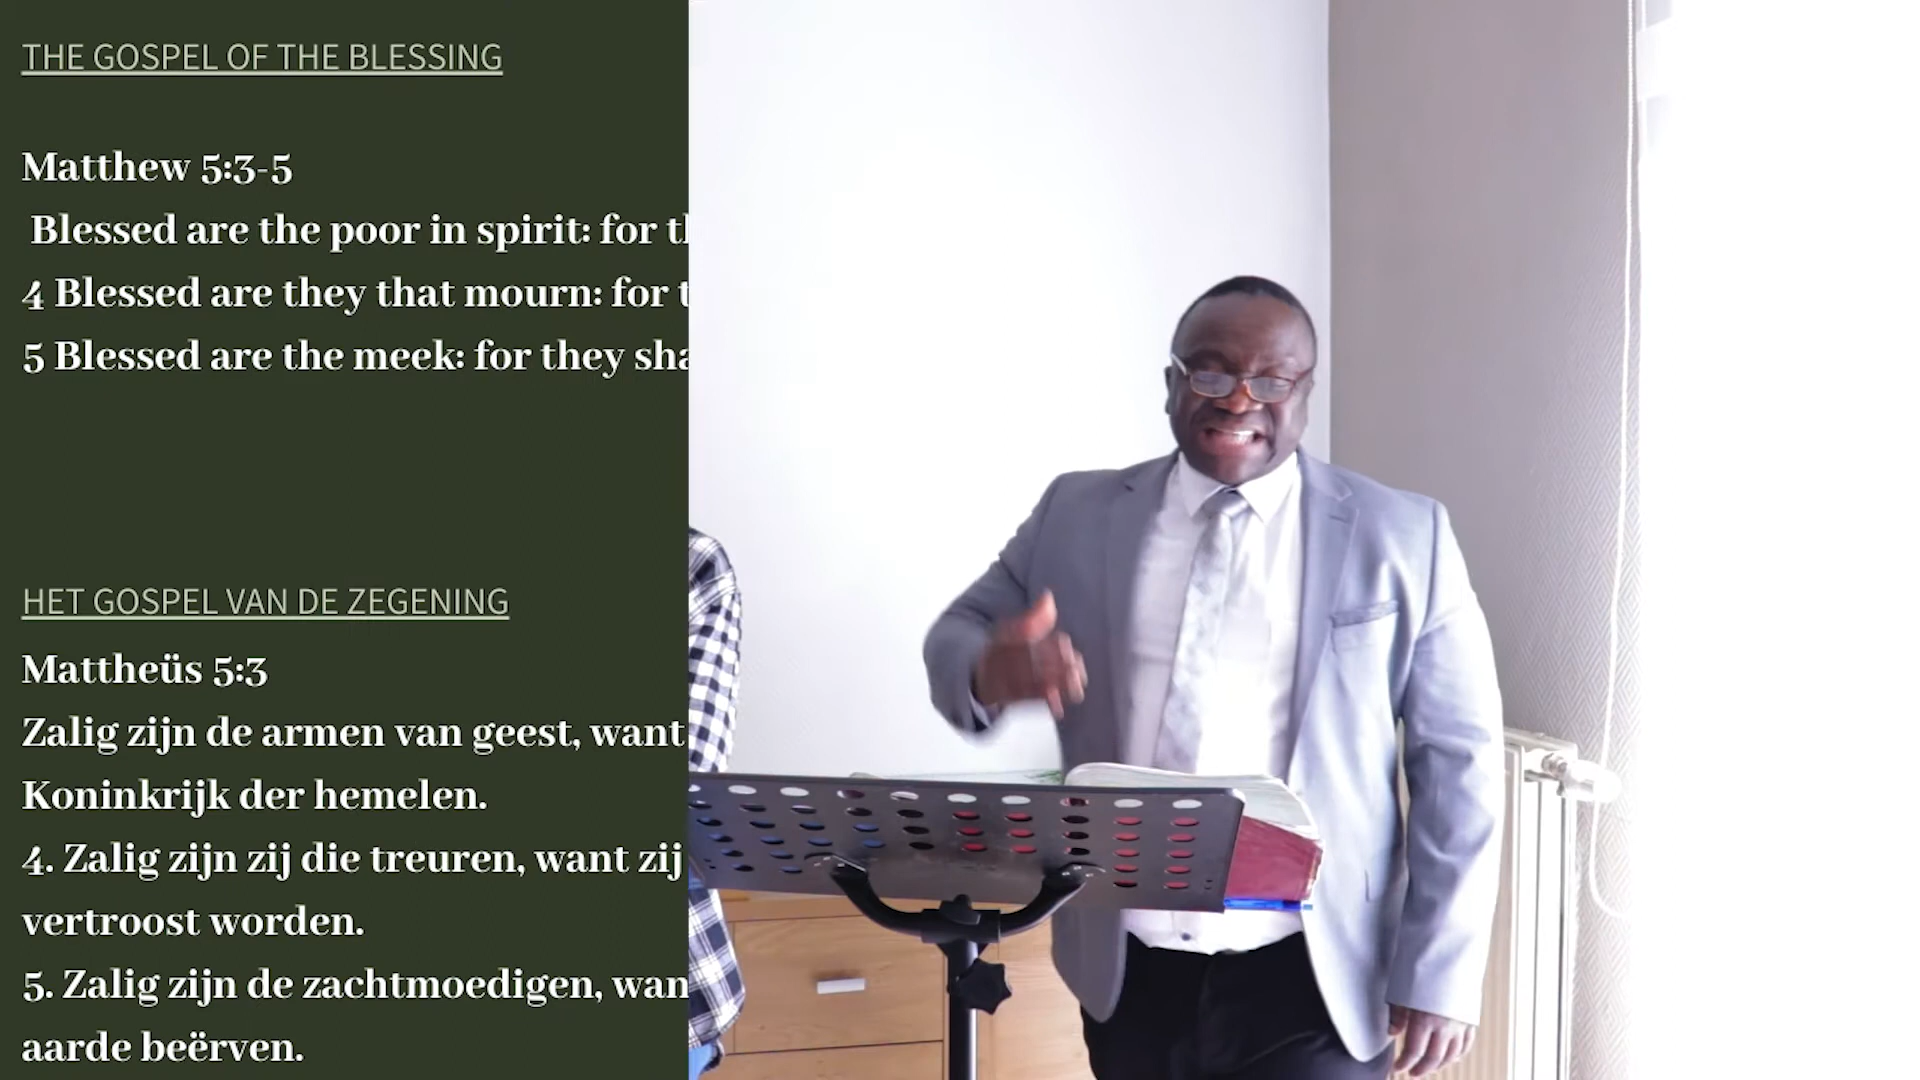 THE GOSPEL OF THE BLESSING
Matthew 5:3-5
Blessed are the poor in spirit: for
4 Blessed are they that mourn: for
5 Blessed are the meek: for they
HET GOSPEL VAN DE ZEGENING
Mattheüs 5:3
Zalig zijn de armen van geest, want
Koninkrijk der hemelen.
4. Zalig zijn zij die treuren, want zij
vertroost worden.
5. Zalig zijn de zachtmoedigen,
aarde beërven.